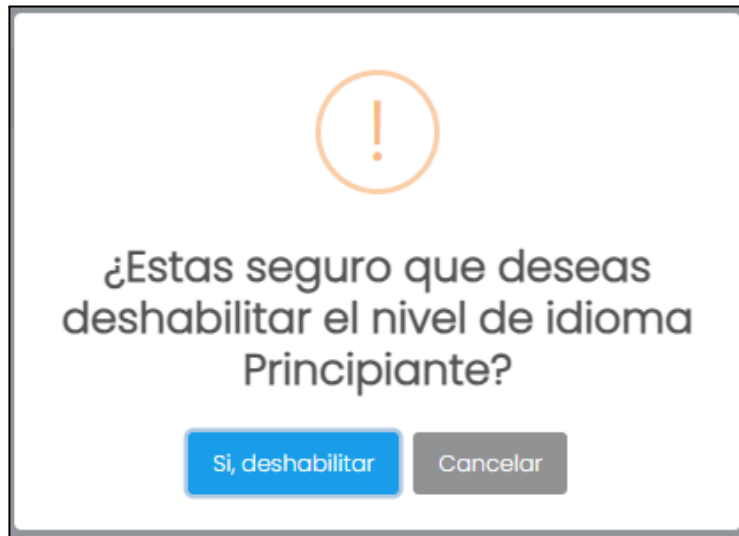 ¿Estas seguro que deseas
deshabilitar el nivel de idioma
Principiante?
Si, deshabilitar
Cancelar